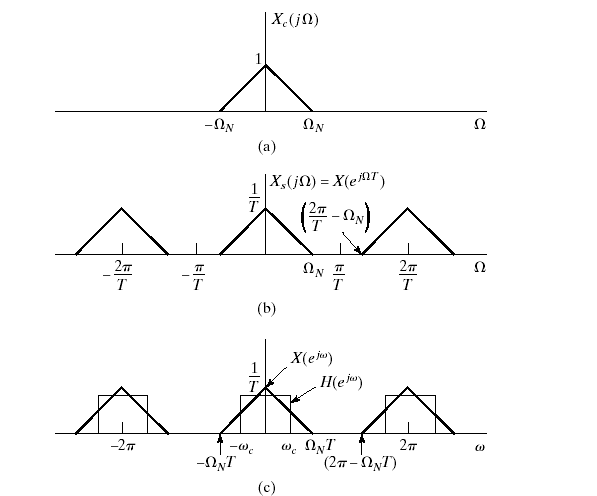 X_c(jΩ)
1
−Ω_N Ω_N Ω
(a)
X_s(jΩ) = X(e^{jΩT})
1/T
(2π/T − Ω_N)
−2π/T −π/T Ω_N π/T 2π/T Ω
(b)
X(e^{jω})
1/T
H(e^{jω})
−2π −ω_c ω_c Ω_N T 2π ω
−Ω_N T (2π − Ω_N T)
(c)